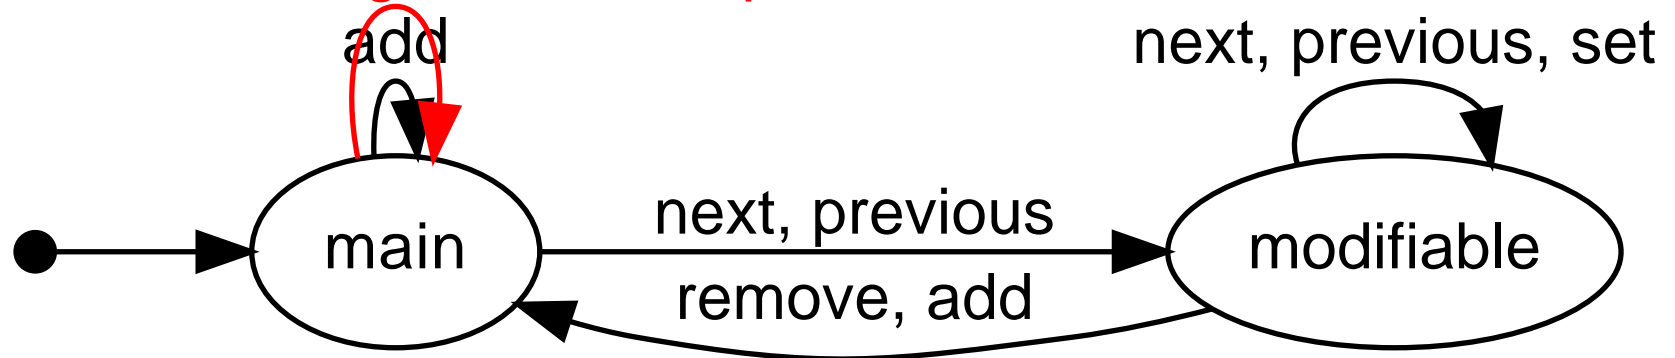 add
next, previous, set
next, previous
main
modifiable
remove, add